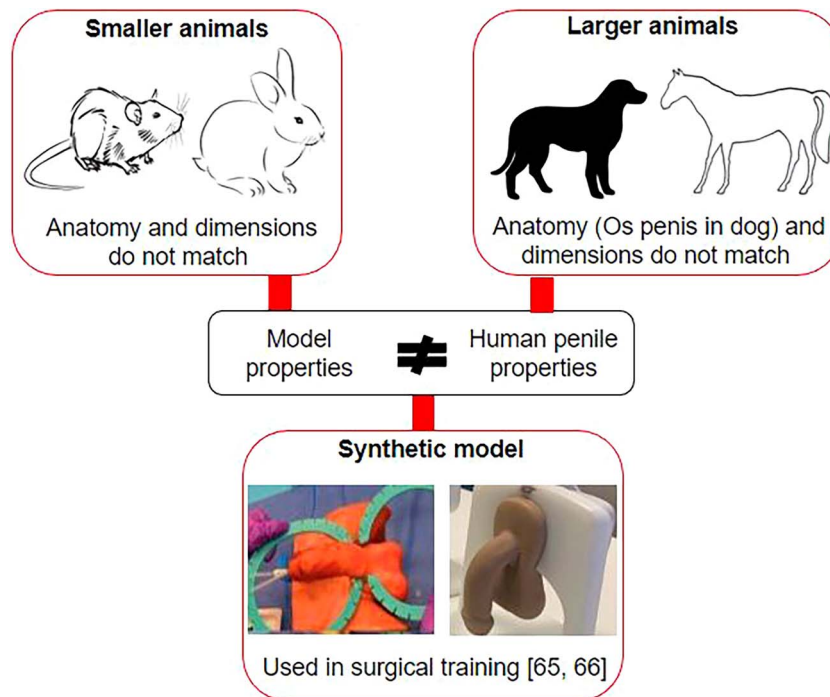 Smaller animals
Anatomy and dimensions
do not match
Larger animals
Anatomy (Os penis in dog) and
dimensions do not match
Model
properties
≠
Human penile
properties
Synthetic model
Used in surgical training [65, 66]